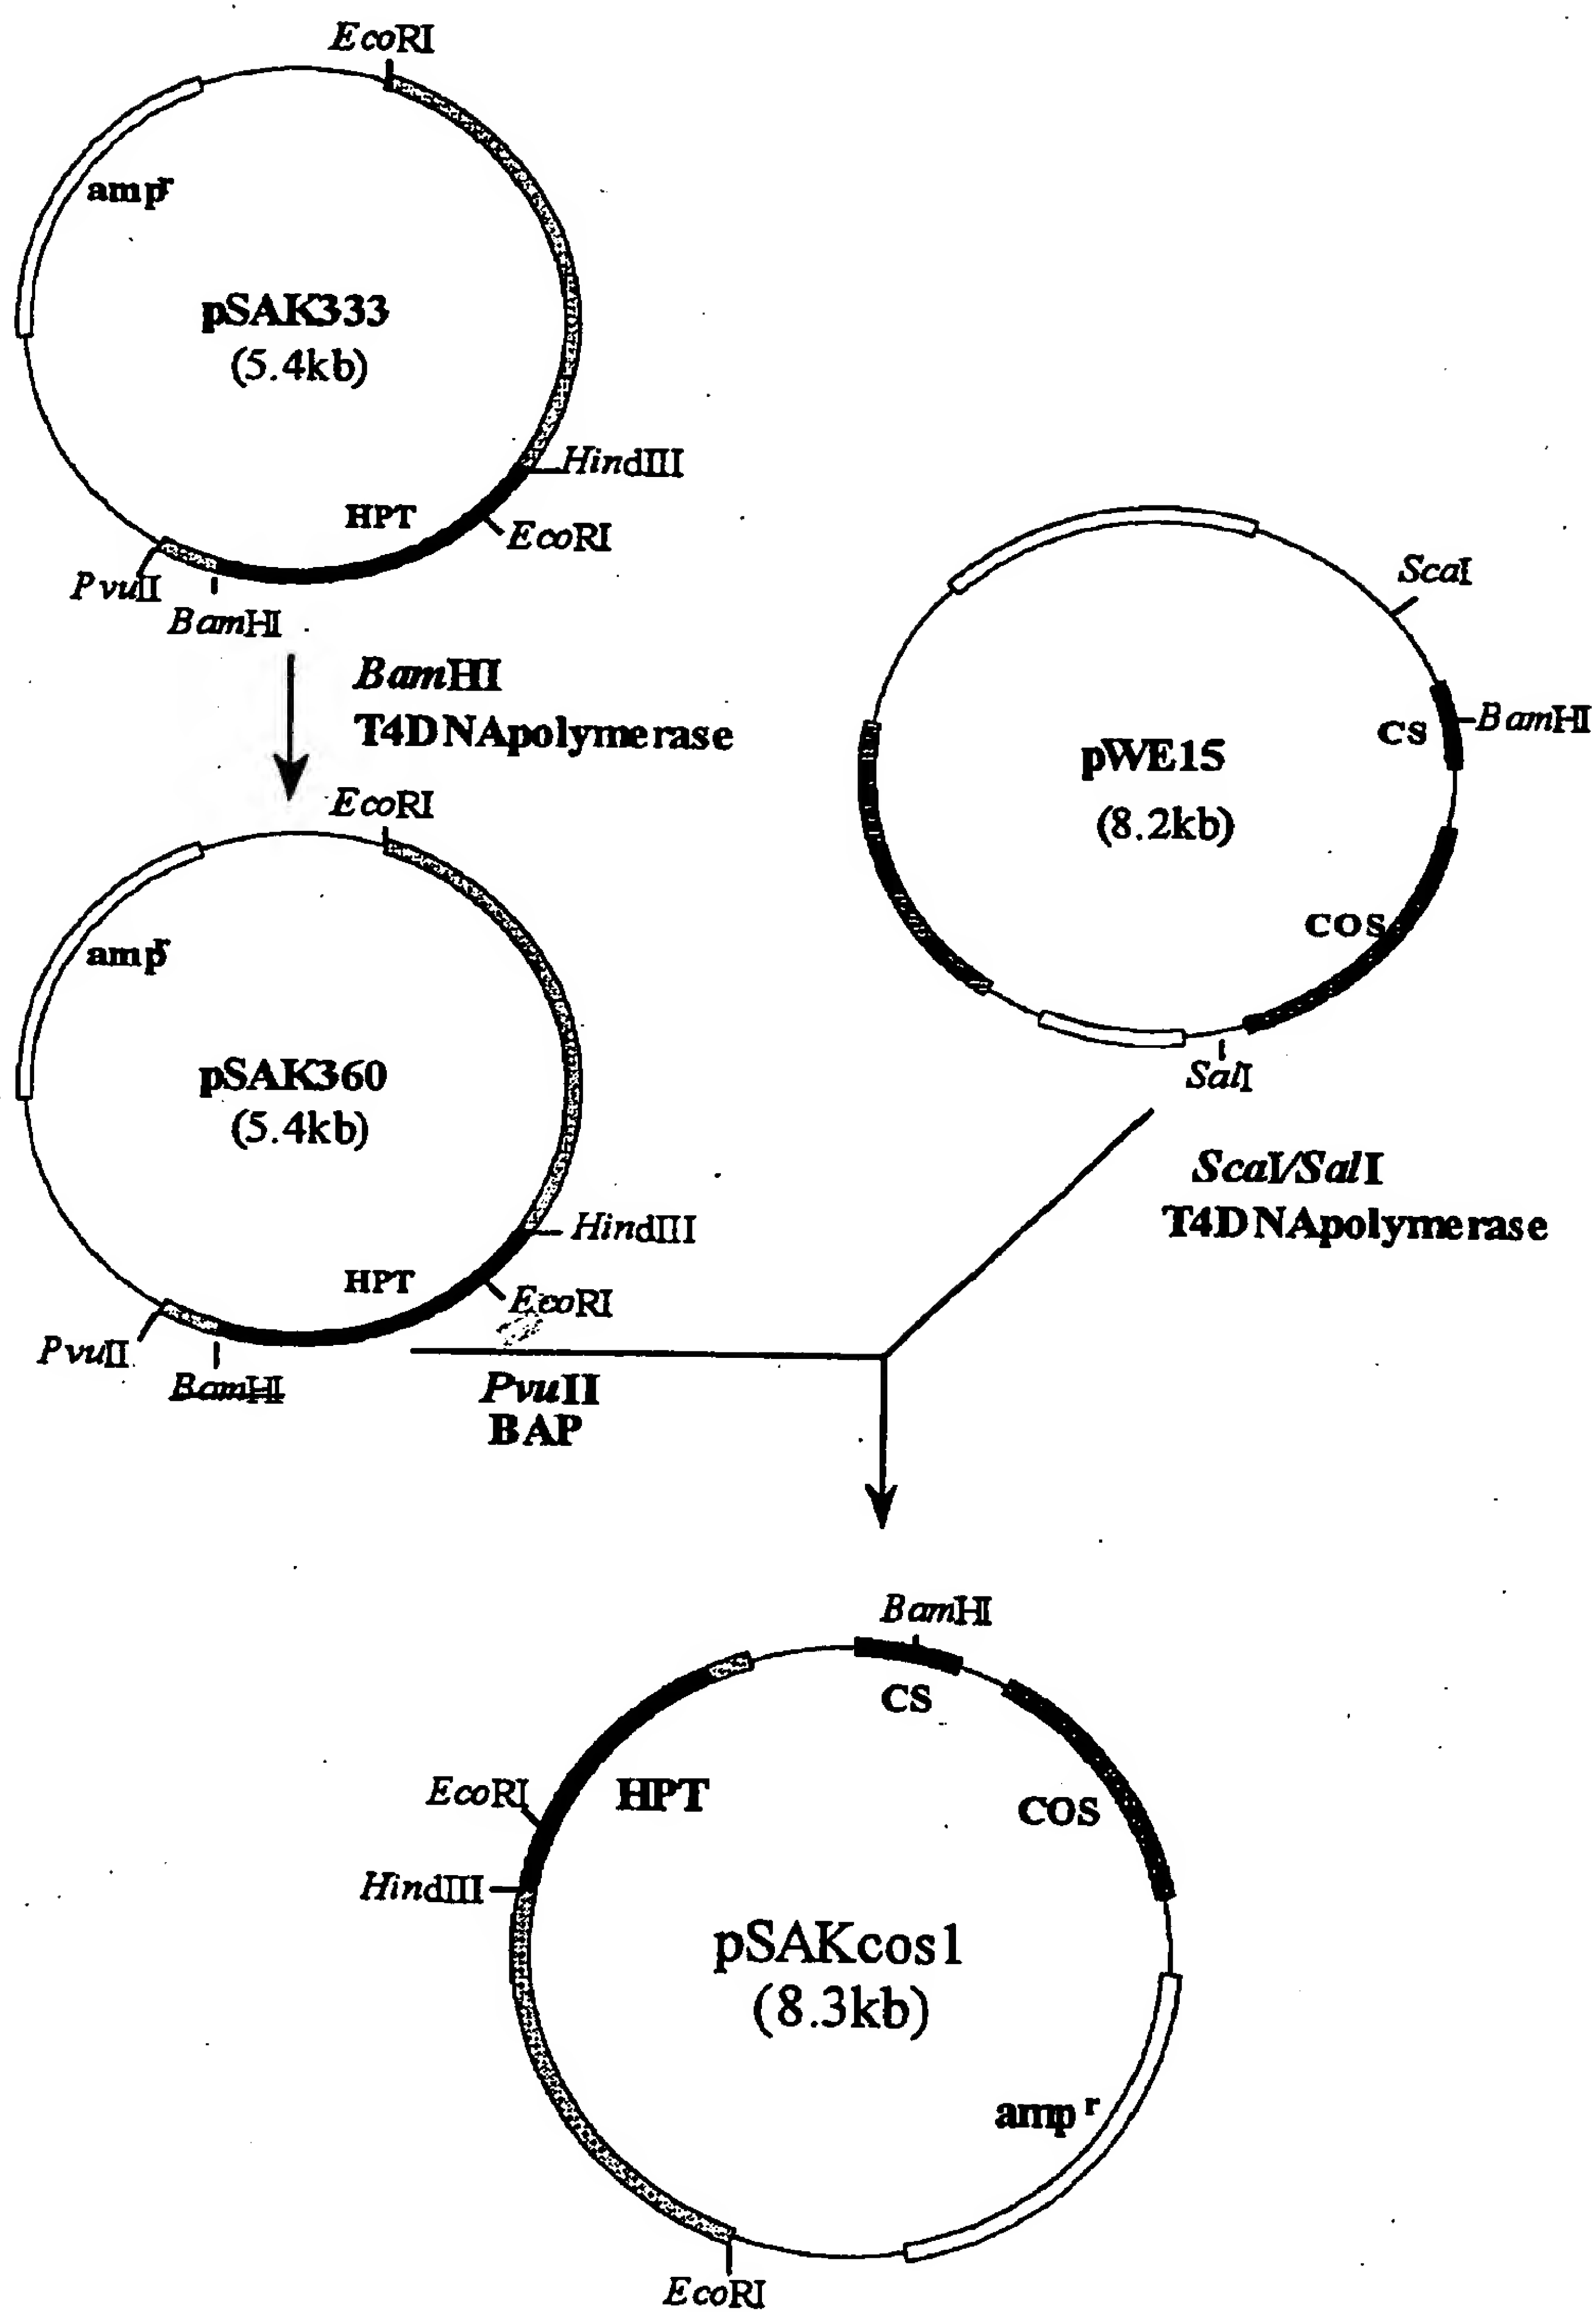 EcoRI
ampr
pSAK333
(5.4kb)
HindIII
HPT
EcoRI
PvuII
BamHI
BamHI
T4DNApolymerase
ScaI
BamHI
CS
pWE15
(8.2kb)
COS
SalI
EcoRI
ampr
pSAK360
(5.4kb)
HindIII
HPT
EcoRI
PvuII
BamHI
ScaI/SalI
T4DNApolymerase
PvuII
BAP
BamHI
CS
EcoRI
HPT
COS
HindIII
pSAKcos1
(8.3kb)
amp r
EcoRI